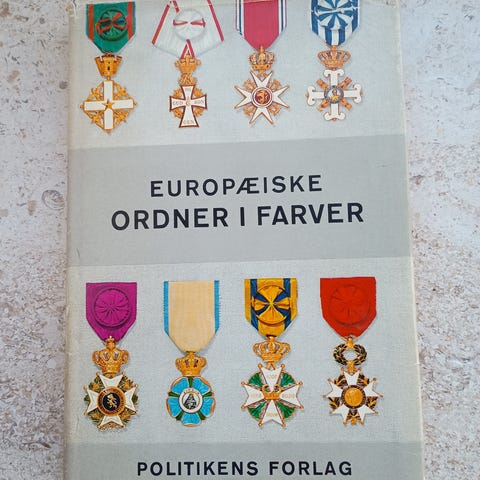 EUROPÆISKE
ORDNER I FARVER
POLITIKENS FORLAG